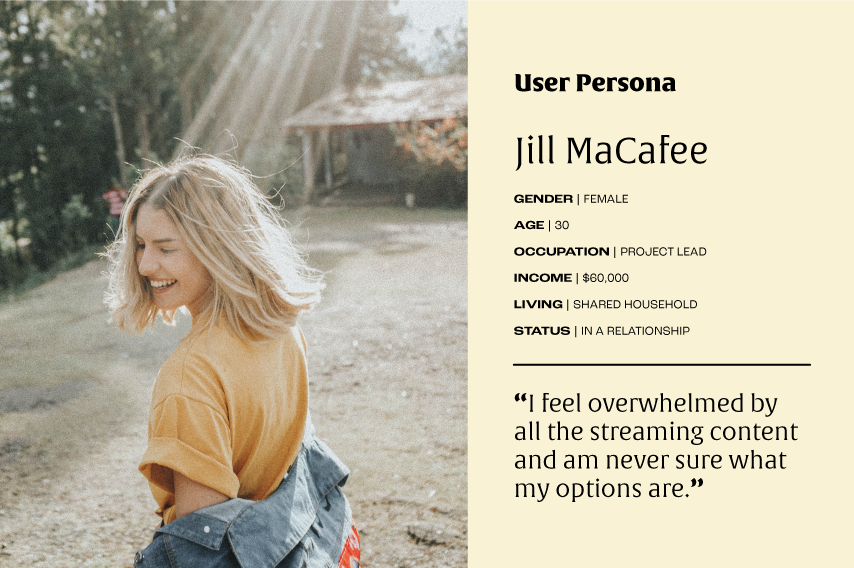 User Persona
Jill MaCafee
GENDER | FEMALE
AGE | 30
OCCUPATION | PROJECT LEAD
INCOME | $60,000
LIVING | SHARED HOUSEHOLD
STATUS | IN A RELATIONSHIP
“I feel overwhelmed by
all the streaming content
and am never sure what
my options are.”